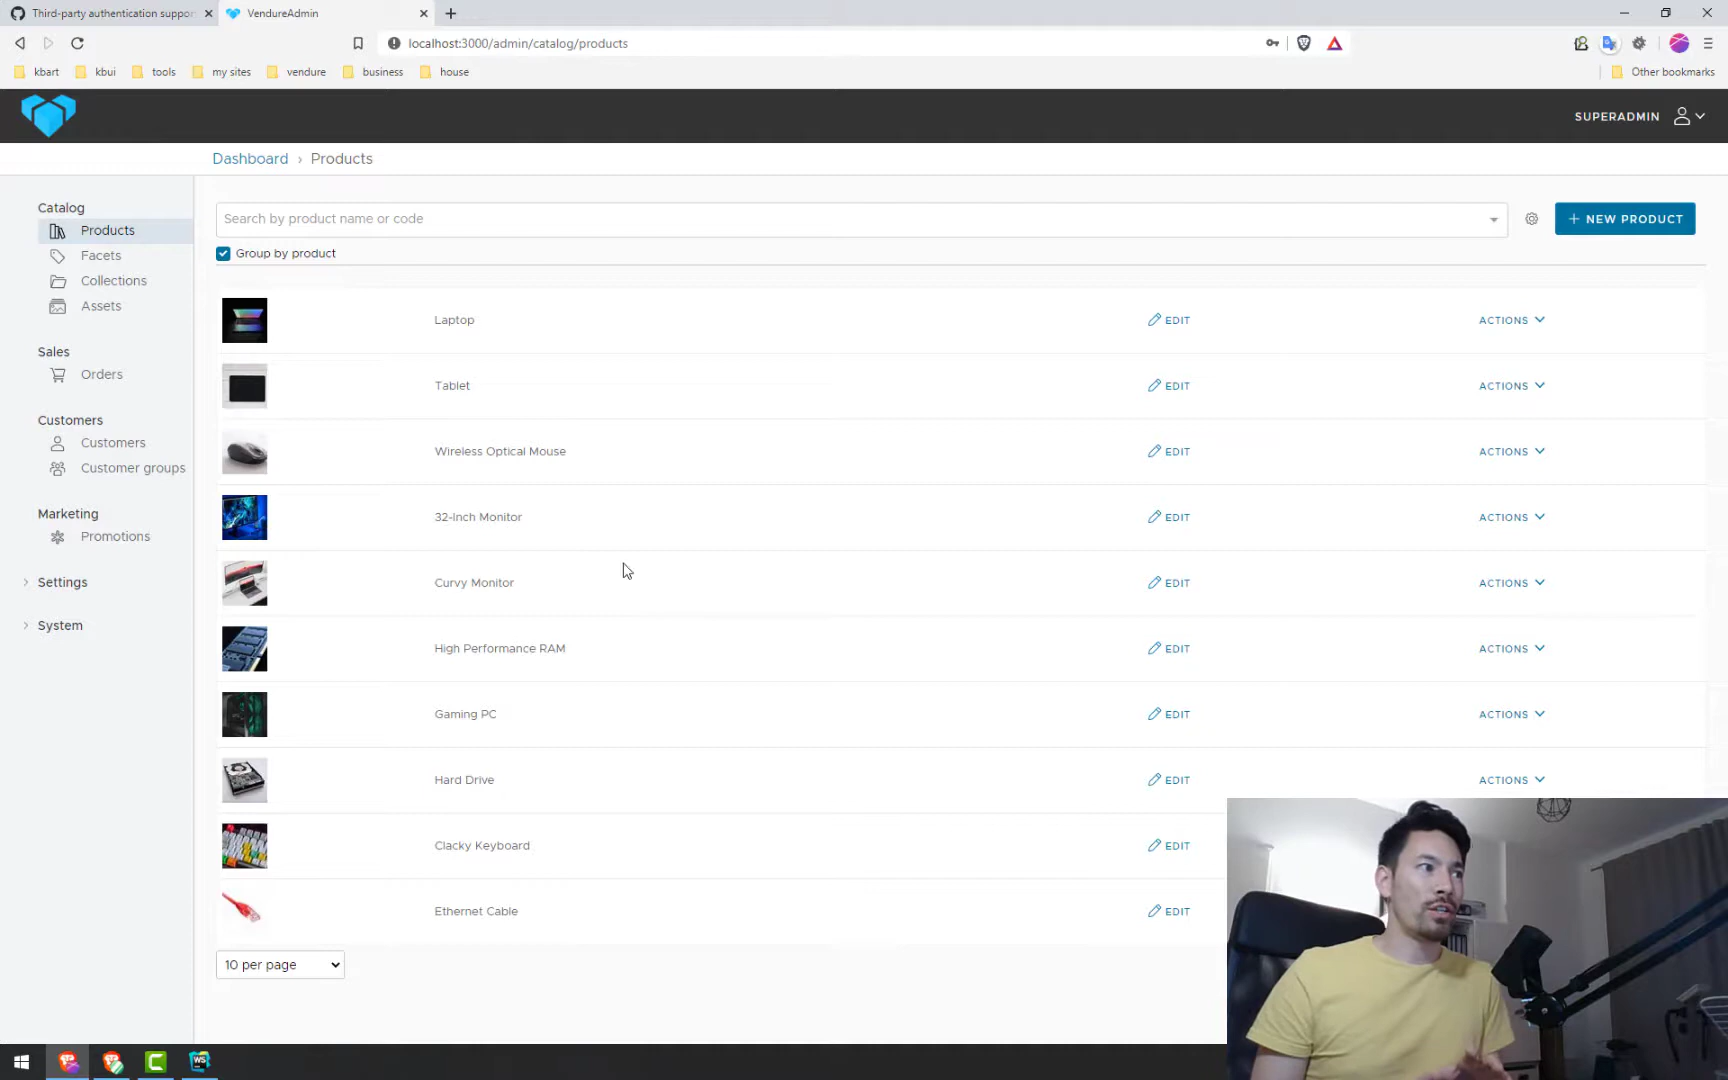 Third-party authentication suppor
VendureAdmin
localhost:3000/admin/catalog/products
kbart
kbui
tools
my sites
vendure
business
house
Other bookmarks
SUPERADMIN
Dashboard › Products
Catalog
Products
Facets
Collections
Assets
Sales
Orders
Customers
Customers
Customer groups
Marketing
Promotions
Settings
System
Search by product name or code
+ NEW PRODUCT
Group by product
Laptop EDIT ACTIONS
Tablet EDIT ACTIONS
Wireless Optical Mouse EDIT ACTIONS
32-Inch Monitor EDIT ACTIONS
Curvy Monitor EDIT ACTIONS
High Performance RAM EDIT ACTIONS
Gaming PC EDIT ACTIONS
Hard Drive EDIT ACTIONS
Clacky Keyboard EDIT
Ethernet Cable EDIT
10 per page
WS